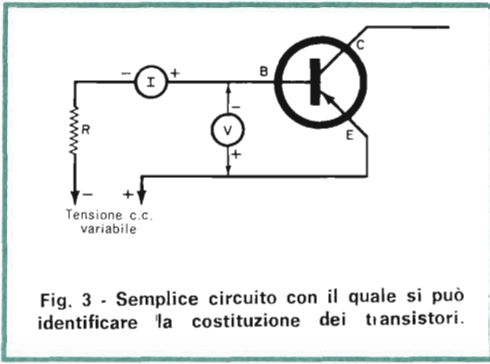 C
− I + B
−
R V
+ E
− +
Tensione c.c.
variabile
Fig. 3 - Semplice circuito con il quale si può
identificare la costituzione dei transistori.